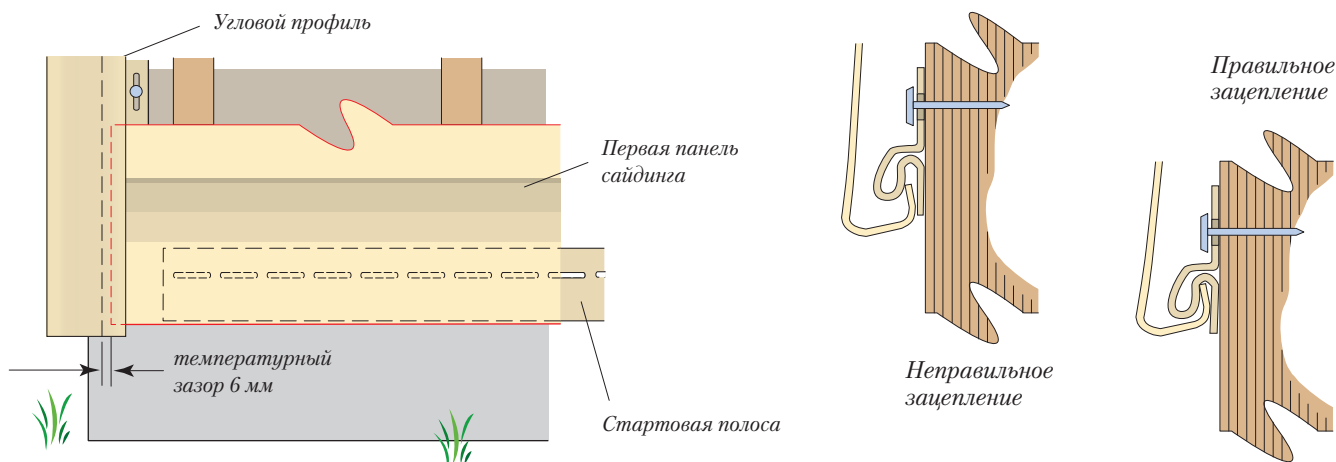 Угловой профиль
Первая панель
сайдинга
температурный
зазор 6 мм
Стартовая полоса
Неправильное
зацепление
Правильное
зацепление